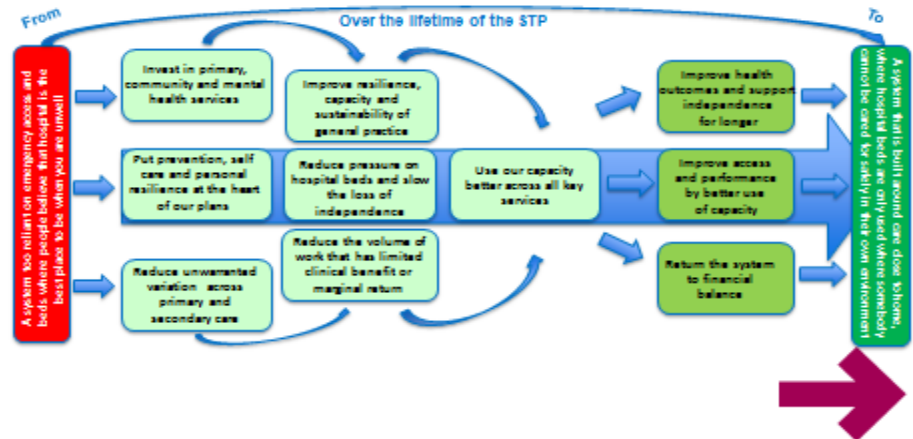 From
Over the lifetime of the STP
To
A system too reliant on emergency access and
beds where people believe that hospital is the
best place to be when you are unwell
Invest in primary,
community and mental
health services
Put prevention, self
care and personal
resilience at the heart
of our plans
Reduce unwarranted
variation across
primary and
secondary care
Improve resilience,
capacity and
sustainability of
general practice
Reduce pressure on
hospital beds and slow
the loss of
independence
Reduce the volume of
work that has limited
clinical benefit or
marginal return
Use our capacity
better across all key
services
Improve health
outcomes and support
independence
for longer
Improve access
and performance
by better use
of capacity
Return the system
to financial
balance
A system that is built around care close to home,
where hospital beds are only used where somebody
cannot be cared for safely in their own environment